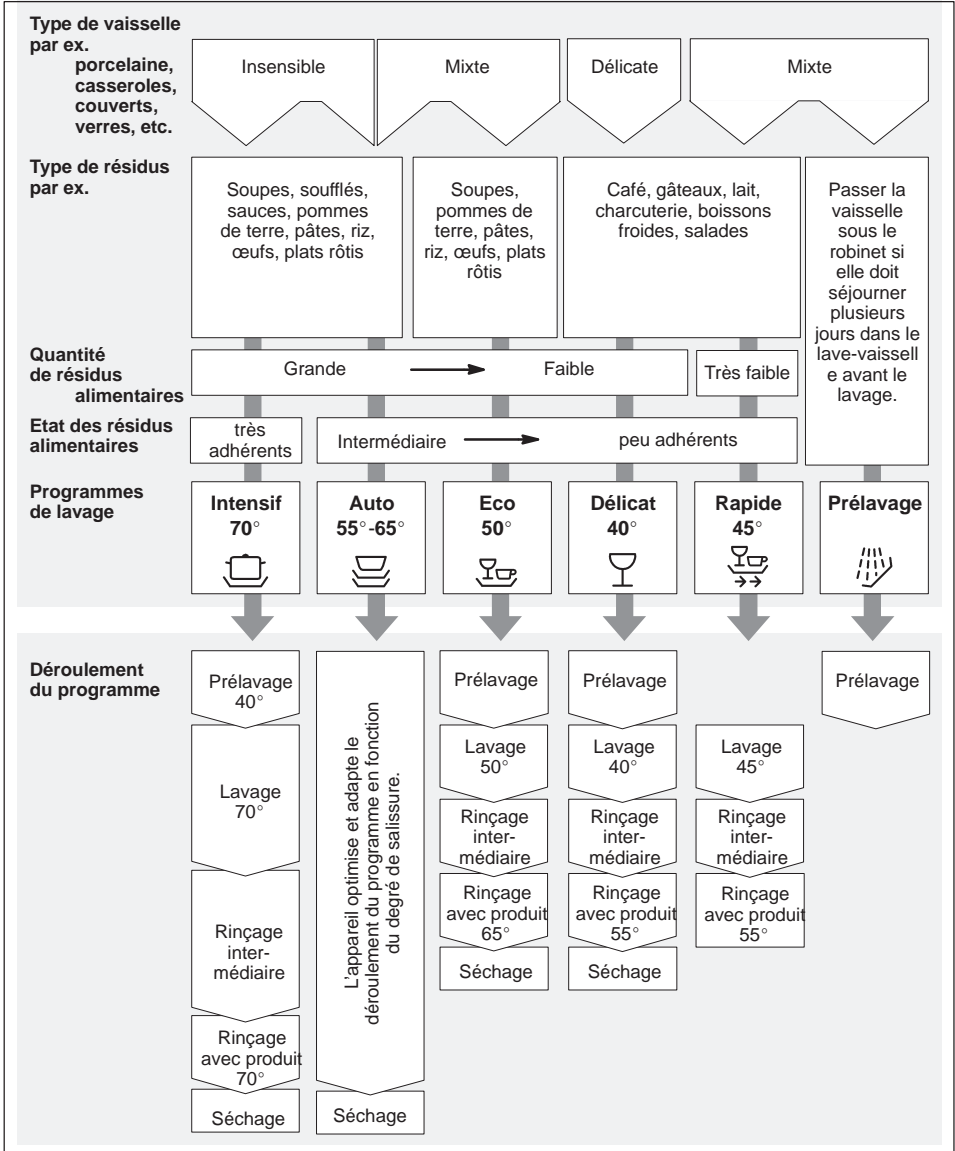 Type de vaisselle
par ex.
porcelaine,
casseroles,
couverts,
verres, etc.
Insensible
Mixte
Délicate
Mixte
Type de résidus
par ex.
Soupes, soufflés,
sauces, pommes
de terre, pâtes, riz,
œufs, plats rôtis
Soupes,
pommes de
terre, pâtes,
riz, œufs, plats
rôtis
Café, gâteaux, lait,
charcuterie, boissons
froides, salades
Passer la
vaisselle
sous le
robinet si
elle doit
séjourner
plusieurs
jours dans le
lave-vaissell
e avant le
lavage.
Quantité
de résidus
alimentaires
Grande
Faible
Très faible
Etat des résidus
alimentaires
très
adhérents
Intermédiaire
peu adhérents
Programmes
de lavage
Intensif
70°
Auto
55°-65°
Eco
50°
Délicat
40°
Rapide
45°
Prélavage
Déroulement
du programme
Prélavage
40°
Lavage
70°
Rinçage
inter-
médiaire
Rinçage
avec produit
70°
Séchage
L'appareil optimise et adapte le
déroulement du programme en fonction
du degré de salissure.
Séchage
Prélavage
Lavage
50°
Rinçage
inter-
médiaire
Rinçage
avec produit
65°
Séchage
Prélavage
Lavage
40°
Rinçage
inter-
médiaire
Rinçage
avec produit
55°
Séchage
Lavage
45°
Rinçage
inter-
médiaire
Rinçage
avec produit
55°
Prélavage